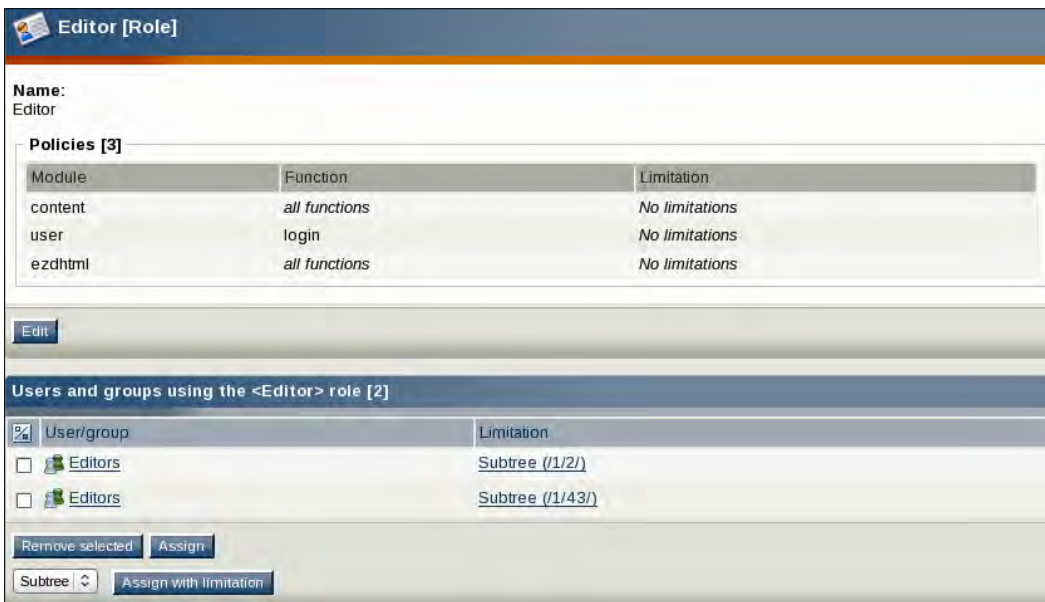 Editor [Role]
Name:
Editor
Policies [3]
Module Function Limitation
content all functions No limitations
user login No limitations
ezdhtml all functions No limitations
Edit
Users and groups using the <Editor> role [2]
User/group Limitation
Editors Subtree (/1/2/)
Editors Subtree (/1/43/)
Remove selected Assign
Subtree Assign with limitation